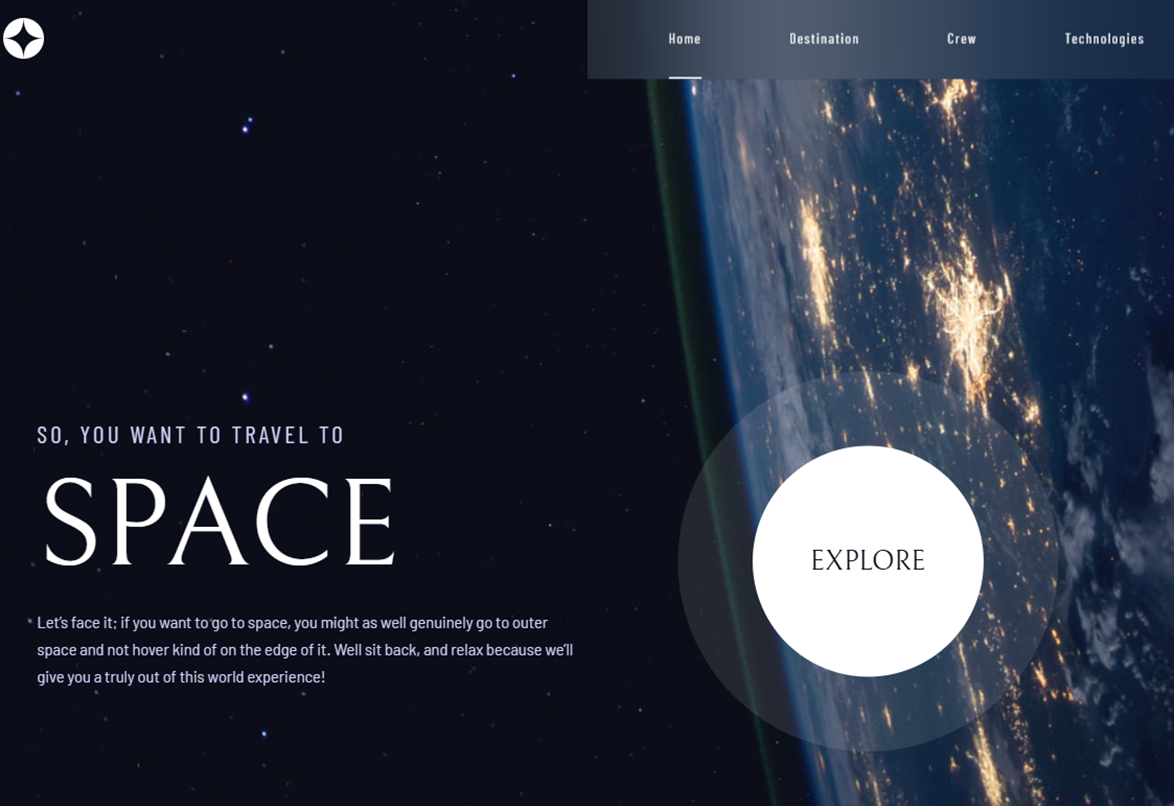 Home Destination Crew Technologies
SO, YOU WANT TO TRAVEL TO
SPACE
Let's face it; if you want to go to space, you might as well genuinely go to outer
space and not hover kind of on the edge of it. Well sit back, and relax because we'll
give you a truly out of this world experience!
EXPLORE